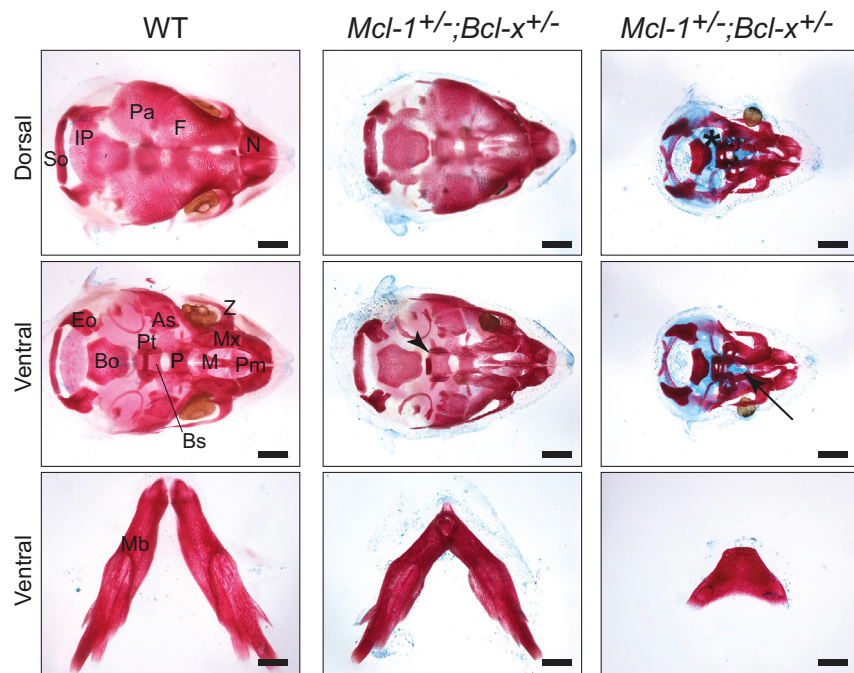 WT
Mcl-1+/-;Bcl-x+/-
Mcl-1+/-;Bcl-x+/-
Dorsal
Pa
F
N
IP
So
*
Ventral
Eo
As
Z
Pt
Mx
Bo
P
M
Pm
Bs
Ventral
Mb